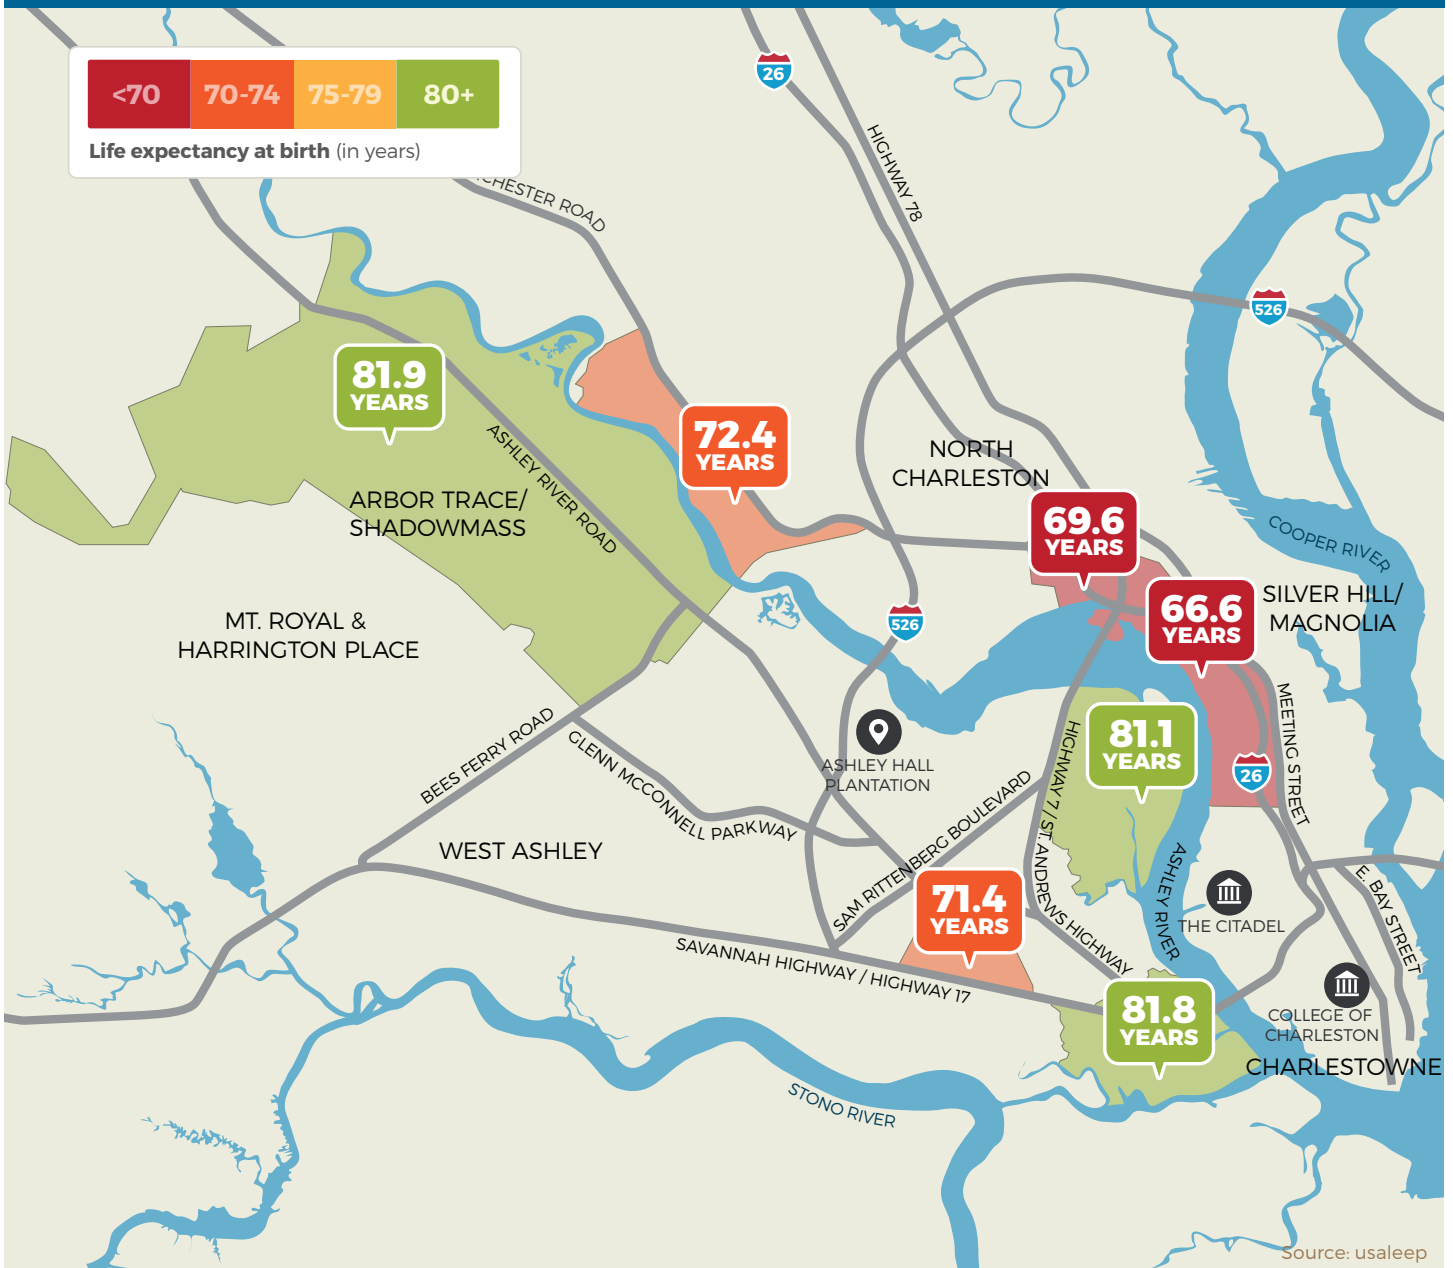 <70
70-74
75-79
80+
Life expectancy at birth (in years)
26
HIGHWAY 78
CHESTER ROAD
526
81.9
YEARS
ASHLEY RIVER ROAD
72.4
YEARS
NORTH
CHARLESTON
ARBOR TRACE/
SHADOWMASS
69.6
YEARS
COOPER RIVER
66.6
YEARS
SILVER HILL/
MAGNOLIA
MT. ROYAL &
HARRINGTON PLACE
526
MEETING STREET
BEES FERRY ROAD
GLENN MCCONNELL PARKWAY
ASHLEY HALL
PLANTATION
HIGHWAY 7 / ST. ANDREWS HIGHWAY
81.1
YEARS
26
WEST ASHLEY
SAM RITTENBERG BOULEVARD
ASHLEY RIVER
71.4
YEARS
THE CITADEL
E. BAY STREET
SAVANNAH HIGHWAY / HIGHWAY 17
81.8
YEARS
COLLEGE OF
CHARLESTON
CHARLESTOWNE
STONO RIVER
Source: usaleep